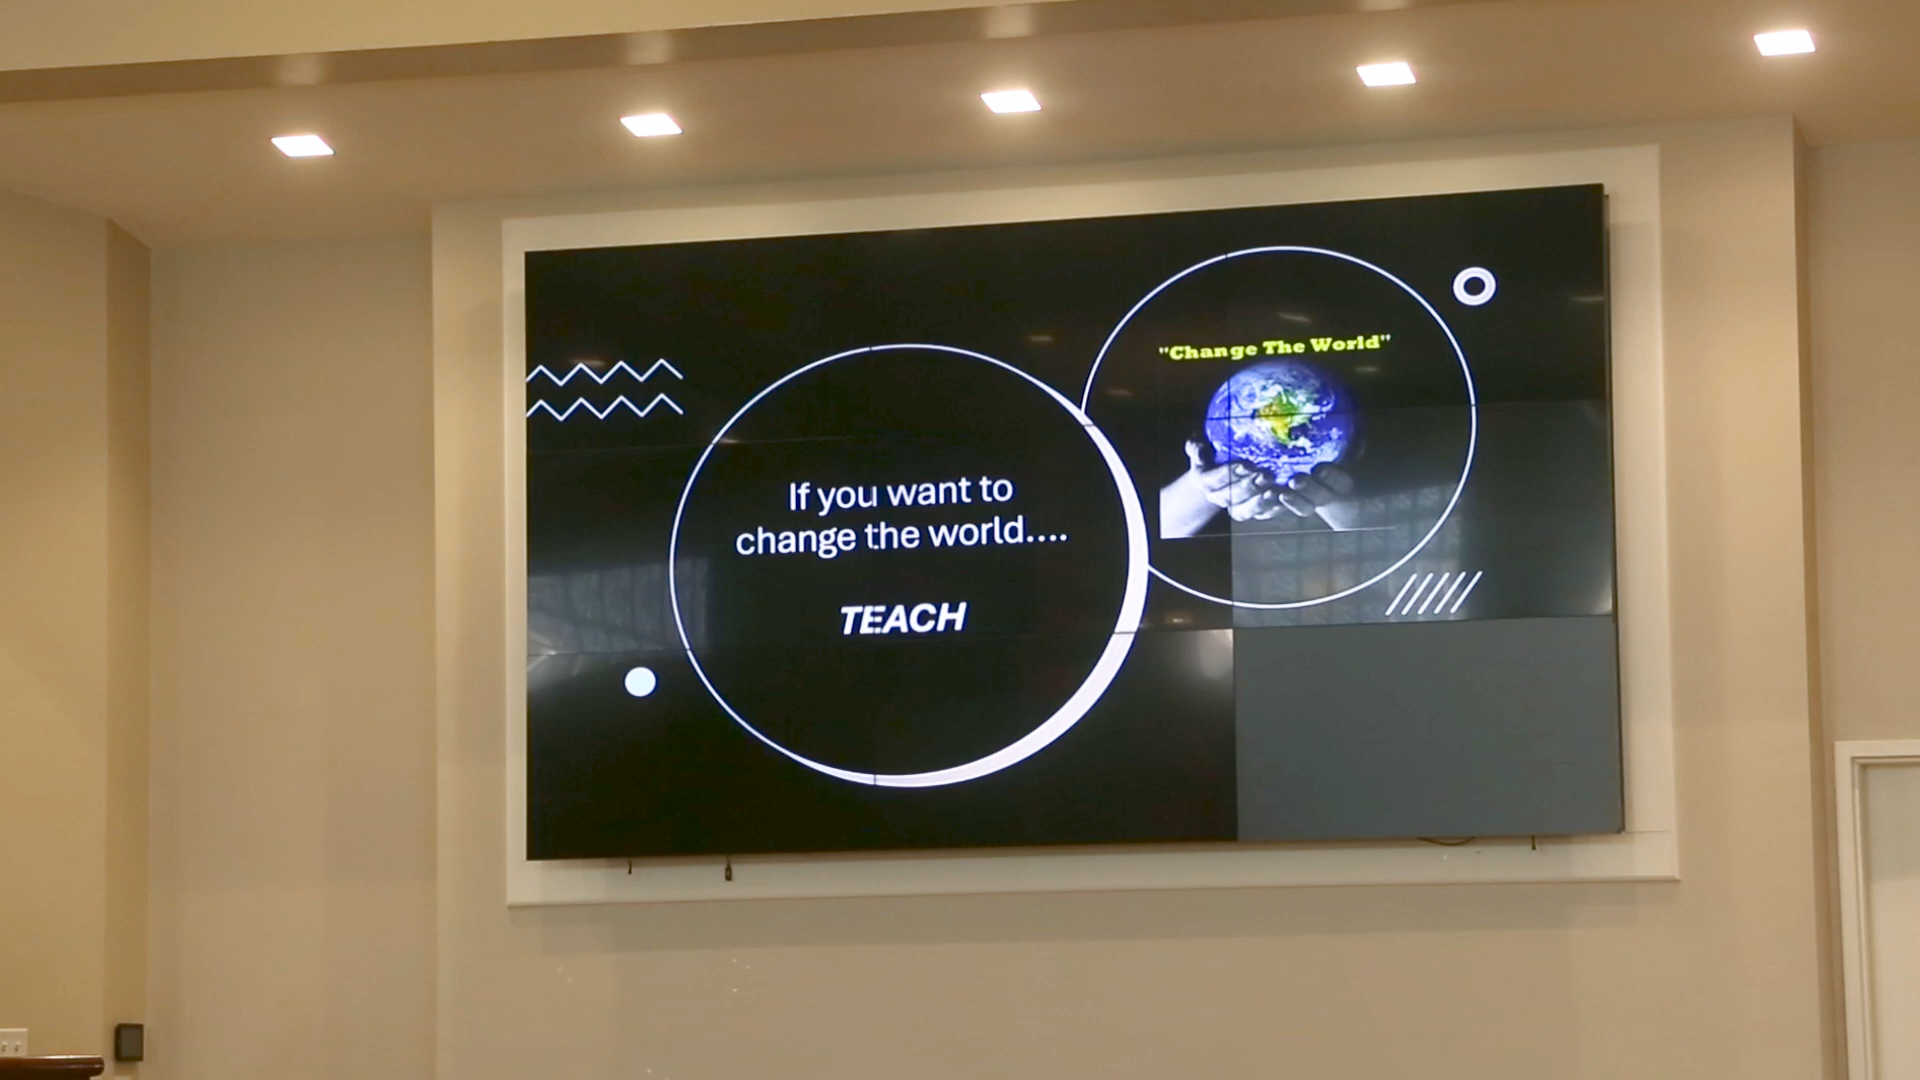 If you want to
change the world....
TEACH
"Change The World"